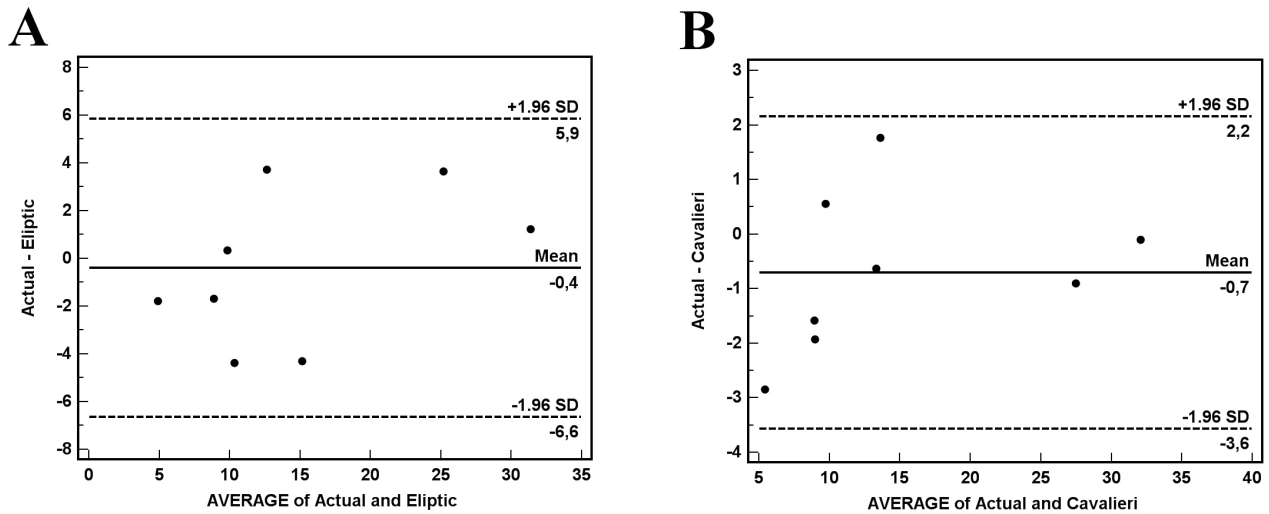 A
8
6
4
2
0
-2
-4
-6
-8
Actual - Eliptic
+1.96 SD
5,9
Mean
-0,4
-1.96 SD
-6,6
0 5 10 15 20 25 30 35
AVERAGE of Actual and Eliptic
B
3
2
1
0
-1
-2
-3
-4
Actual - Cavalieri
+1.96 SD
2,2
Mean
-0,7
-1.96 SD
-3,6
5 10 15 20 25 30 35 40
AVERAGE of Actual and Cavalieri